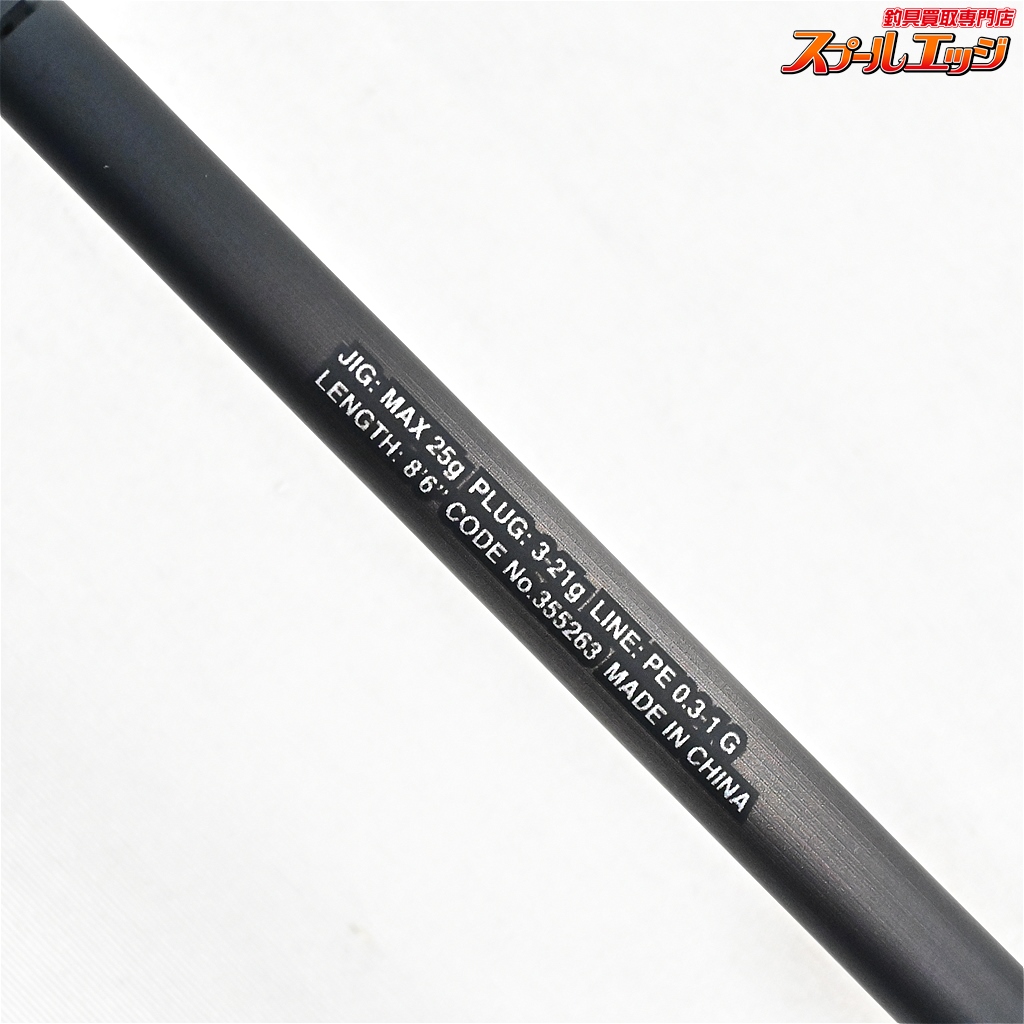 釣具買取専門店
スプールエッジ
JIG: MAX 25g PLUG: 3-21g LINE: PE 0.3-1 G
LENGTH: 8'6" CODE No.355263 MADE IN CHINA